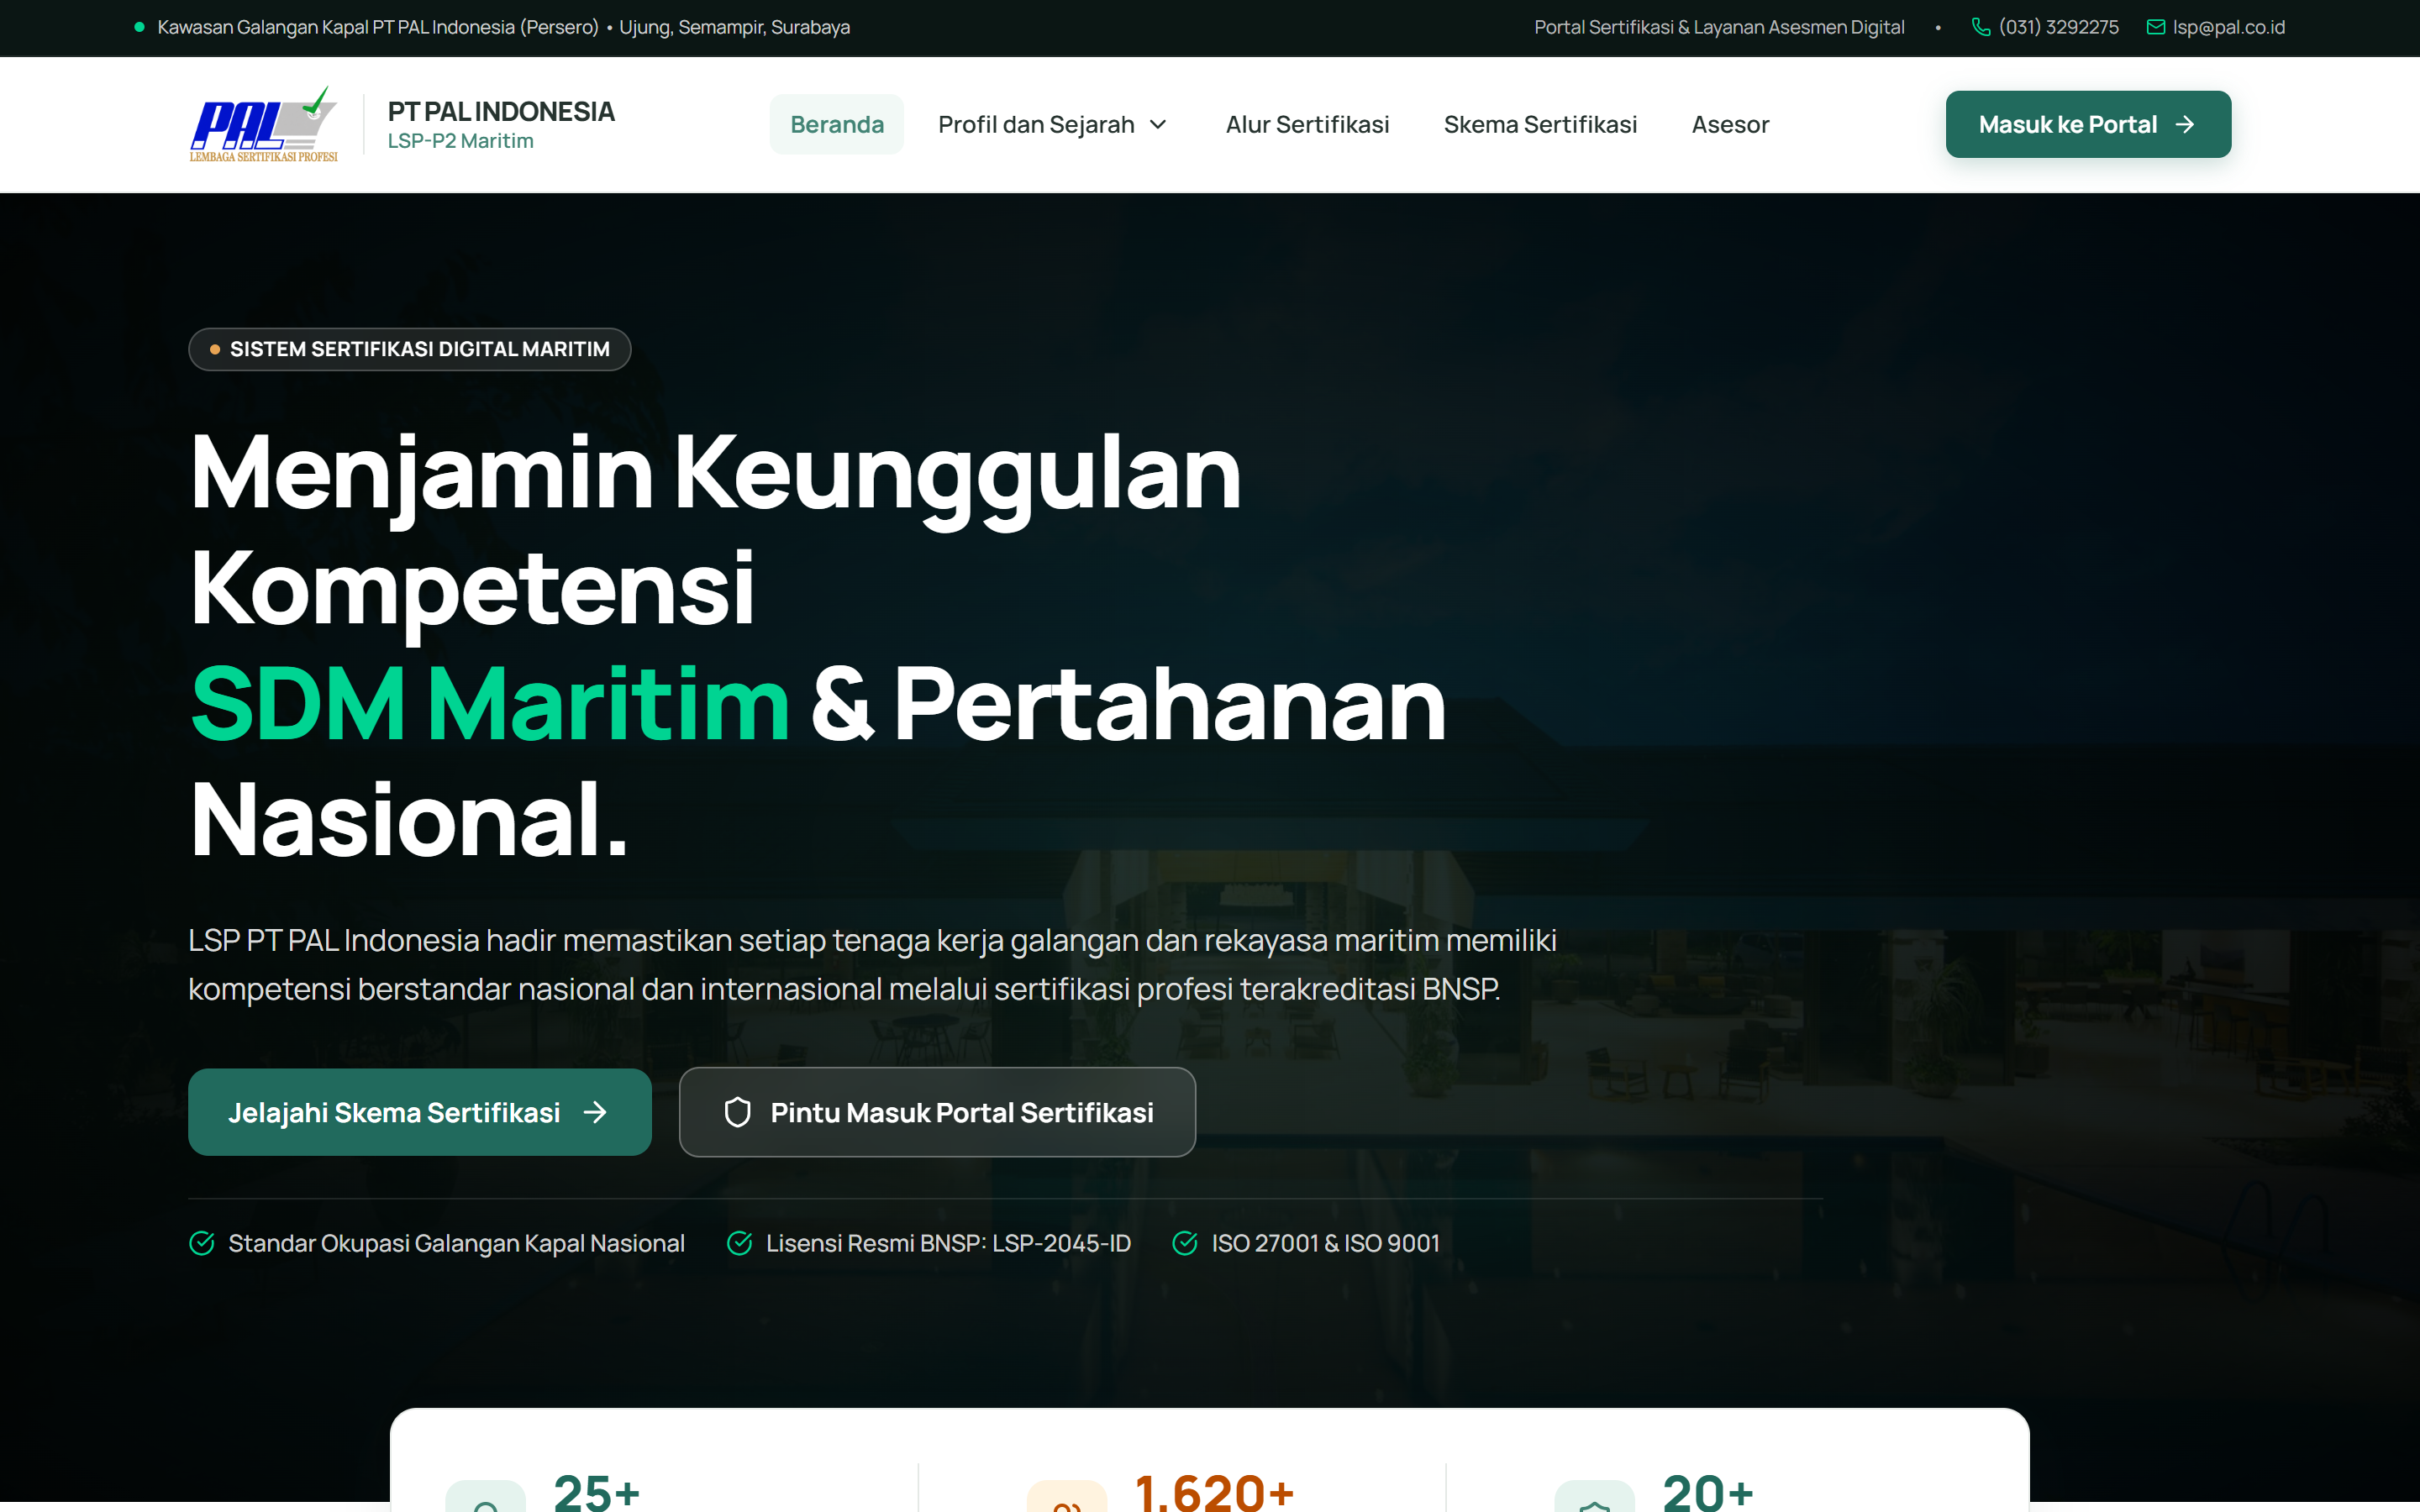 Kawasan Galangan Kapal PT PAL Indonesia (Persero) • Ujung, Semampir, Surabaya
Portal Sertifikasi & Layanan Asesmen Digital • (031) 3292275 lsp@pal.co.id
PAL
LEMBAGA SERTIFIKASI PROFESI
PT PAL INDONESIA
LSP-P2 Maritim
Beranda
Profil dan Sejarah
Alur Sertifikasi
Skema Sertifikasi
Asesor
Masuk ke Portal
SISTEM SERTIFIKASI DIGITAL MARITIM
Menjamin Keunggulan
Kompetensi
SDM Maritim & Pertahanan
Nasional.
LSP PT PAL Indonesia hadir memastikan setiap tenaga kerja galangan dan rekayasa maritim memiliki
kompetensi berstandar nasional dan internasional melalui sertifikasi profesi terakreditasi BNSP.
Jelajahi Skema Sertifikasi
Pintu Masuk Portal Sertifikasi
Standar Okupasi Galangan Kapal Nasional
Lisensi Resmi BNSP: LSP-2045-ID
ISO 27001 & ISO 9001
25+
1.620+
20+